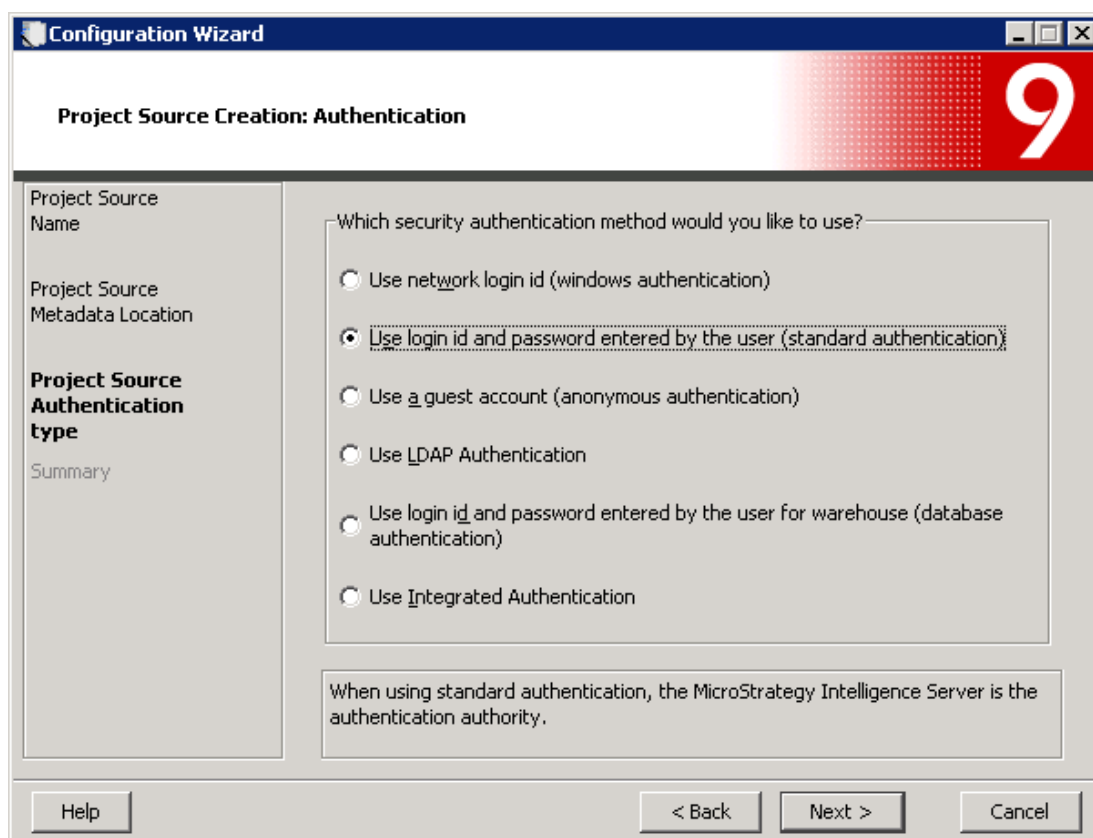 Configuration Wizard
Project Source Creation: Authentication
9
Project Source
Name
Project Source
Metadata Location
Project Source
Authentication
type
Summary
Which security authentication method would you like to use?
Use network login id (windows authentication)
Use login id and password entered by the user (standard authentication)
Use a guest account (anonymous authentication)
Use LDAP Authentication
Use login id and password entered by the user for warehouse (database
authentication)
Use Integrated Authentication
When using standard authentication, the MicroStrategy Intelligence Server is the
authentication authority.
Help
< Back
Next >
Cancel